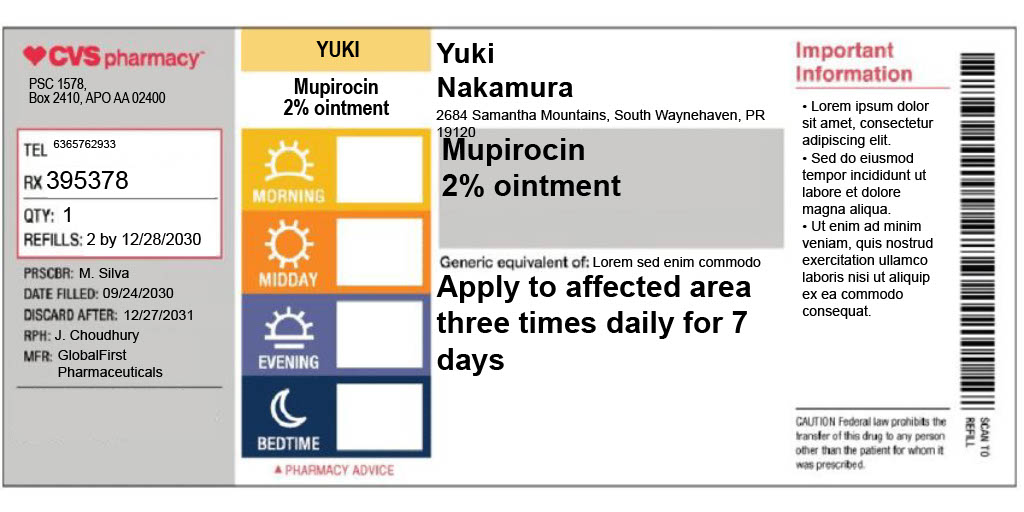 CVS pharmacy
PSC 1578,
Box 2410, APO AA 02400
TEL 6365762933
RX 395378
QTY: 1
REFILLS: 2 by 12/28/2030
PRSCBR: M. Silva
DATE FILLED: 09/24/2030
DISCARD AFTER: 12/27/2031
RPH: J. Choudhury
MFR: GlobalFirst
Pharmaceuticals
YUKI
Mupirocin
2% ointment
MORNING
MIDDAY
EVENING
BEDTIME
▲ PHARMACY ADVICE
Yuki
Nakamura
2684 Samantha Mountains, South Waynehaven, PR
19120
Mupirocin
2% ointment
Generic equivalent of: Lorem sed enim commodo
Apply to affected area
three times daily for 7
days
Important
Information
• Lorem ipsum dolor
sit amet, consectetur
adipiscing elit.
• Sed do eiusmod
tempor incididunt ut
labore et dolore
magna aliqua.
• Ut enim ad minim
veniam, quis nostrud
exercitation ullamco
laboris nisi ut aliquip
ex ea commodo
consequat.
CAUTION Federal law prohibits the
transfer of this drug to any person
other than the patient for whom it
was prescribed.
SCAN TO
REFILL